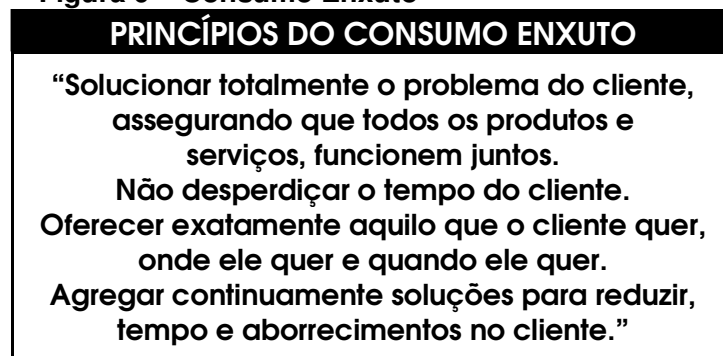 PRINCÍPIOS DO CONSUMO ENXUTO
“Solucionar totalmente o problema do cliente,
assegurando que todos os produtos e
serviços, funcionem juntos.
Não desperdiçar o tempo do cliente.
Oferecer exatamente aquilo que o cliente quer,
onde ele quer e quando ele quer.
Agregar continuamente soluções para reduzir,
tempo e aborrecimentos no cliente.”